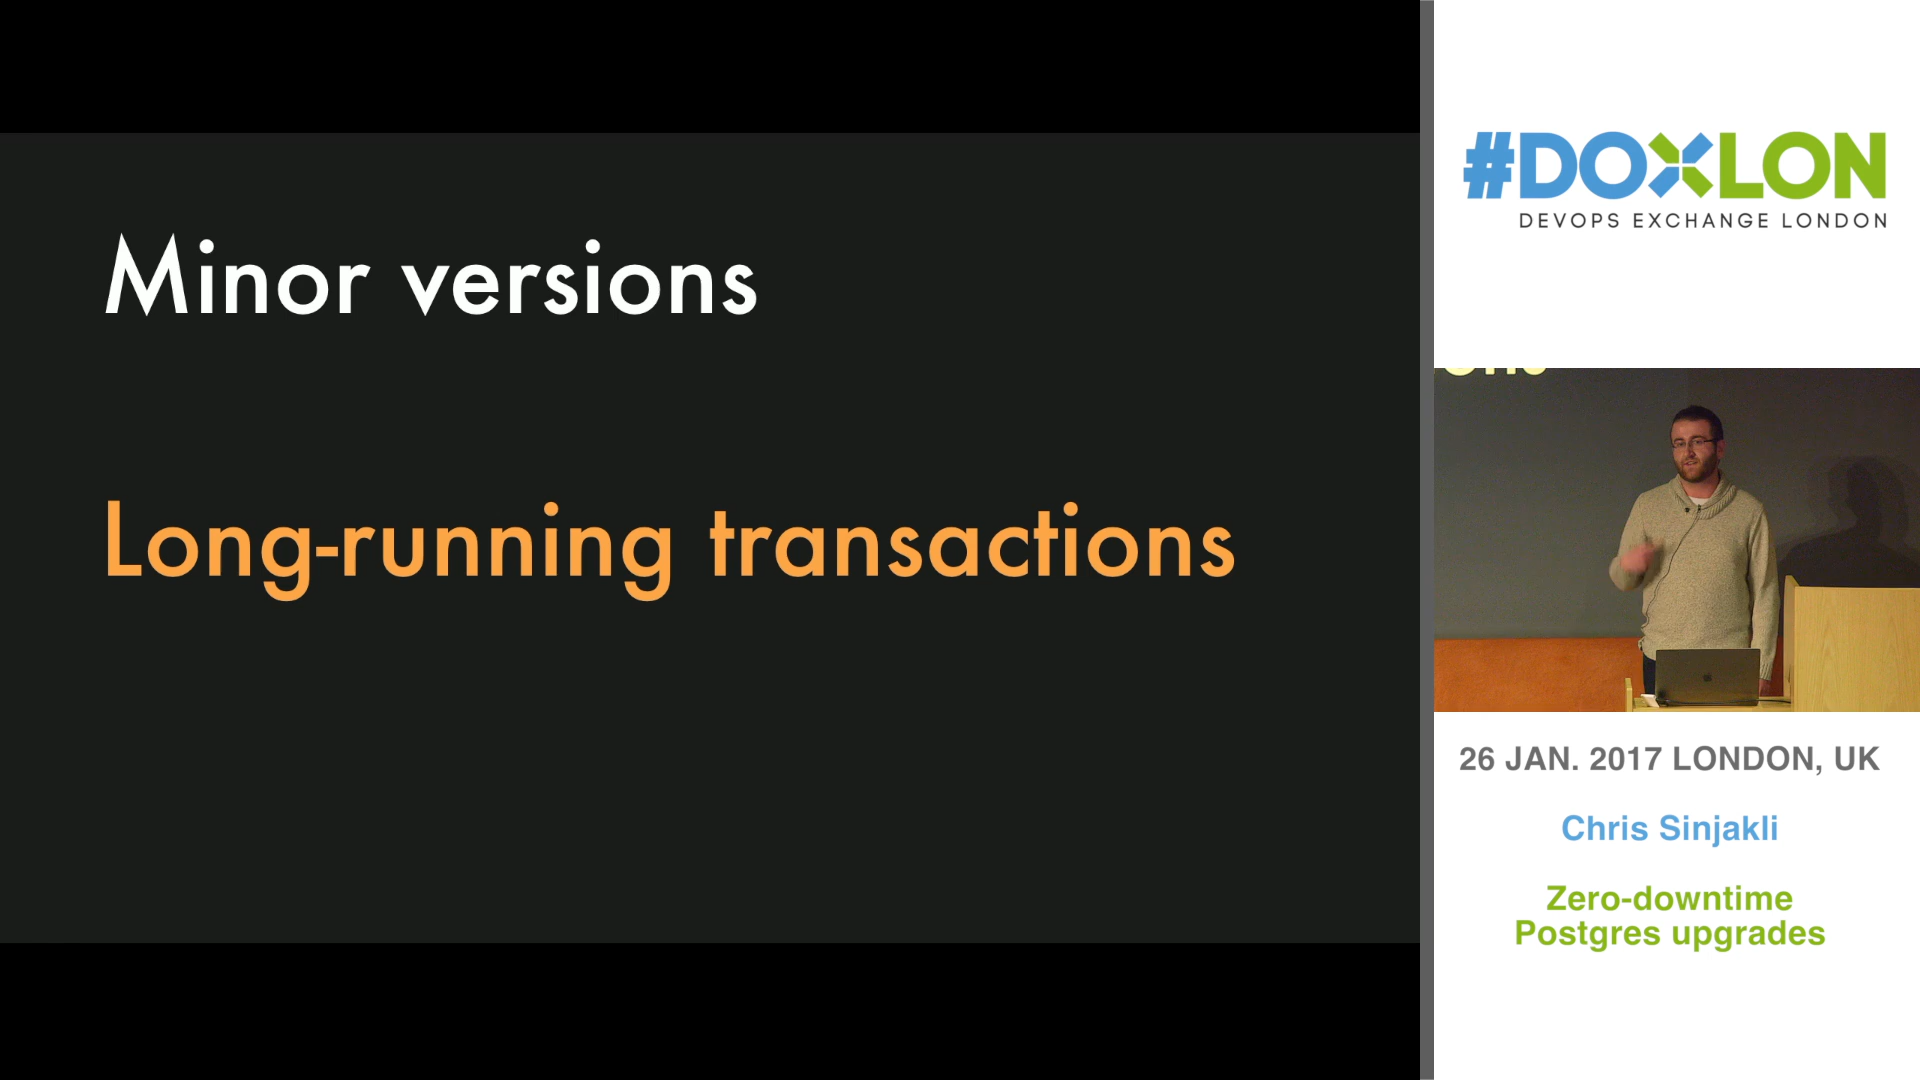 Minor versions
Long-running transactions
#DOXLON
DEVOPS EXCHANGE LONDON
26 JAN. 2017 LONDON, UK
Chris Sinjakli
Zero-downtime
Postgres upgrades